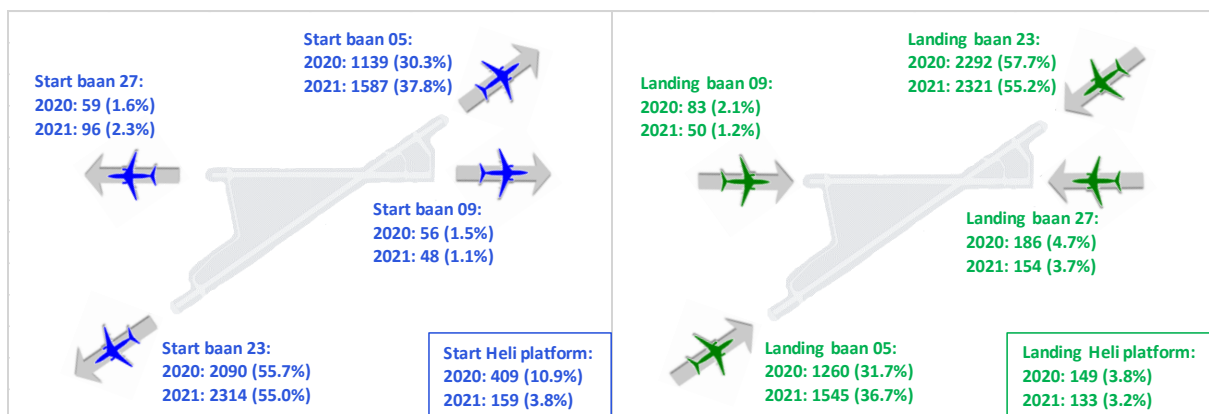 Start baan 05:
2020: 1139 (30.3%)
2021: 1587 (37.8%)
Start baan 27:
2020: 59 (1.6%)
2021: 96 (2.3%)
Start baan 09:
2020: 56 (1.5%)
2021: 48 (1.1%)
Start baan 23:
2020: 2090 (55.7%)
2021: 2314 (55.0%)
Start Heli platform:
2020: 409 (10.9%)
2021: 159 (3.8%)
Landing baan 23:
2020: 2292 (57.7%)
2021: 2321 (55.2%)
Landing baan 09:
2020: 83 (2.1%)
2021: 50 (1.2%)
Landing baan 27:
2020: 186 (4.7%)
2021: 154 (3.7%)
Landing baan 05:
2020: 1260 (31.7%)
2021: 1545 (36.7%)
Landing Heli platform:
2020: 149 (3.8%)
2021: 133 (3.2%)